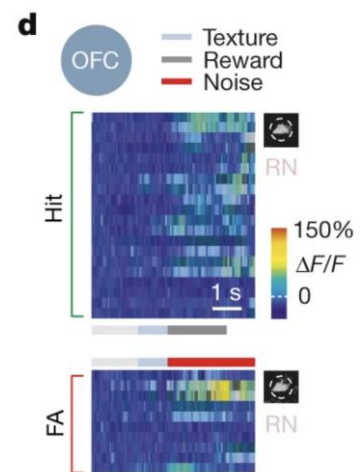 d
OFC
Texture
Reward
Noise
Hit
RN
150%
ΔF/F
0
1 s
FA
RN